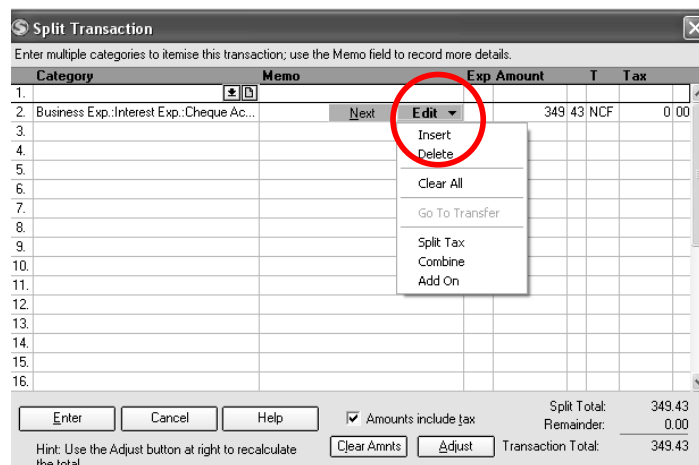 Split Transaction
Enter multiple categories to itemise this transaction; use the Memo field to record more details.
Category Memo Exp Amount T Tax
1.
2. Business Exp.:Interest Exp.:Cheque Ac... Next Edit 349 43 NCF 0 00
3. Insert
4. Delete
5.
6. Clear All
7. Go To Transfer
8.
9. Split Tax
10. Combine
11. Add On
12.
13.
14.
15.
16.
Enter Cancel Help Amounts include tax Split Total: 349.43
Remainder: 0.00
Hint: Use the Adjust button at right to recalculate Clear Amnts Adjust Transaction Total: 349.43
the total